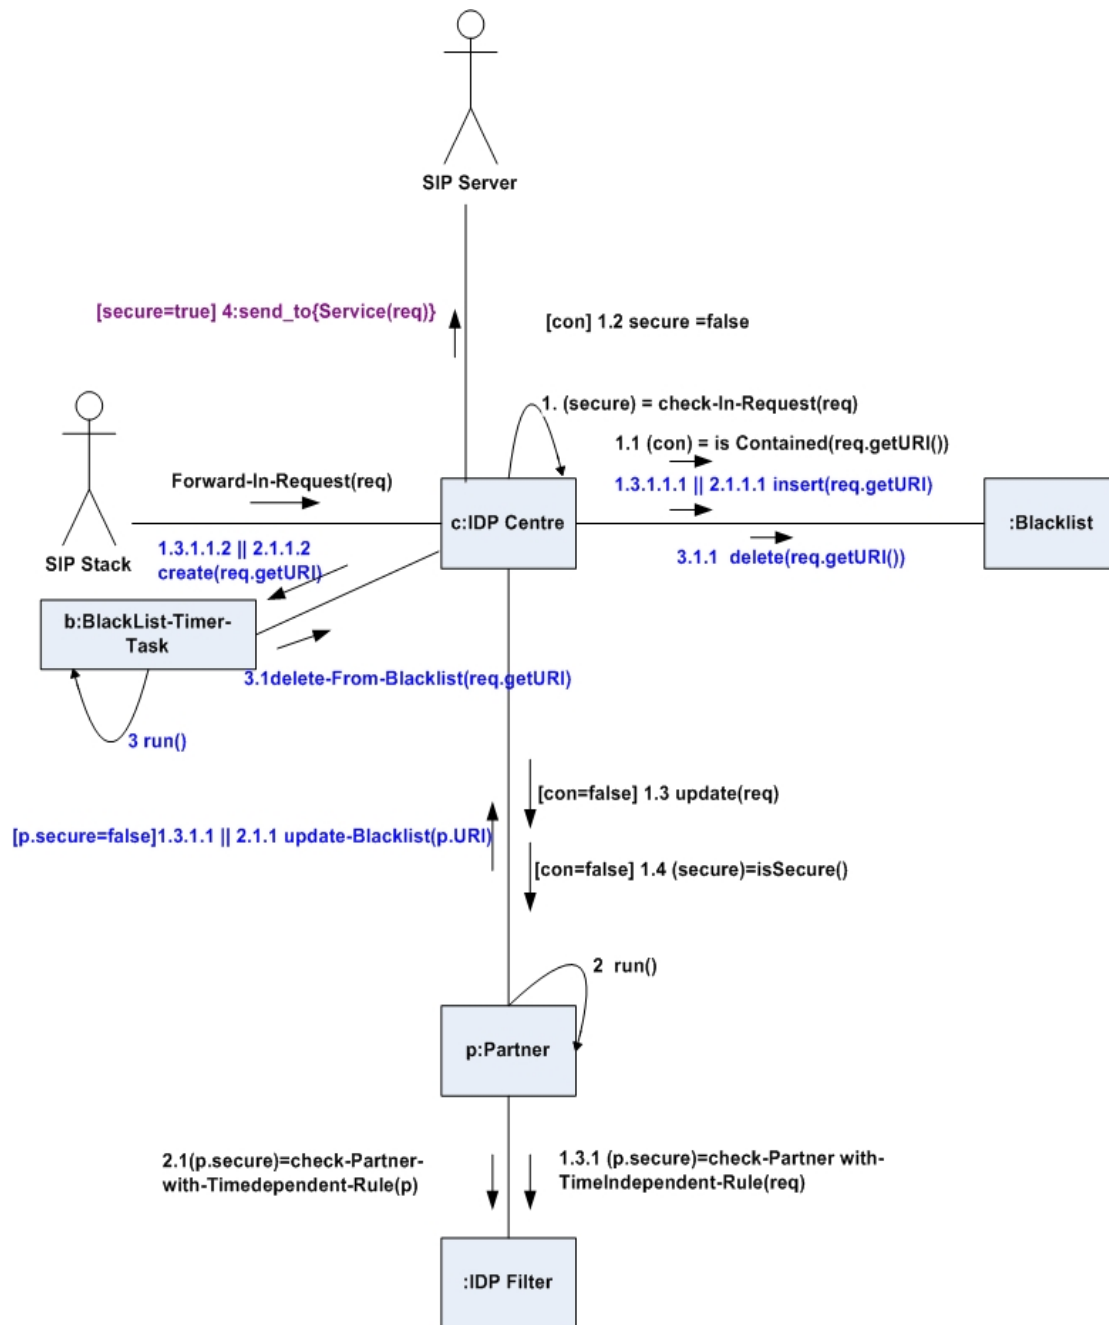 SIP Server
[secure=true] 4:send_to{Service(req)}
[con] 1.2 secure =false
1. (secure) = check-In-Request(req)
1.1 (con) = is Contained(req.getURI())
Forward-In-Request(req)
1.3.1.1.1 || 2.1.1.1 insert(req.getURI)
c:IDP Centre
:Blacklist
SIP Stack
1.3.1.1.2 || 2.1.1.2
create(req.getURI)
3.1.1 delete(req.getURI())
b:BlackList-Timer-
Task
3.1delete-From-Blacklist(req.getURI)
3 run()
[con=false] 1.3 update(req)
[p.secure=false]1.3.1.1 || 2.1.1 update-Blacklist(p.URI)
[con=false] 1.4 (secure)=isSecure()
2 run()
p:Partner
2.1(p.secure)=check-Partner-
with-Timedependent-Rule(p)
1.3.1 (p.secure)=check-Partner with-
TimeIndependent-Rule(req)
:IDP Filter